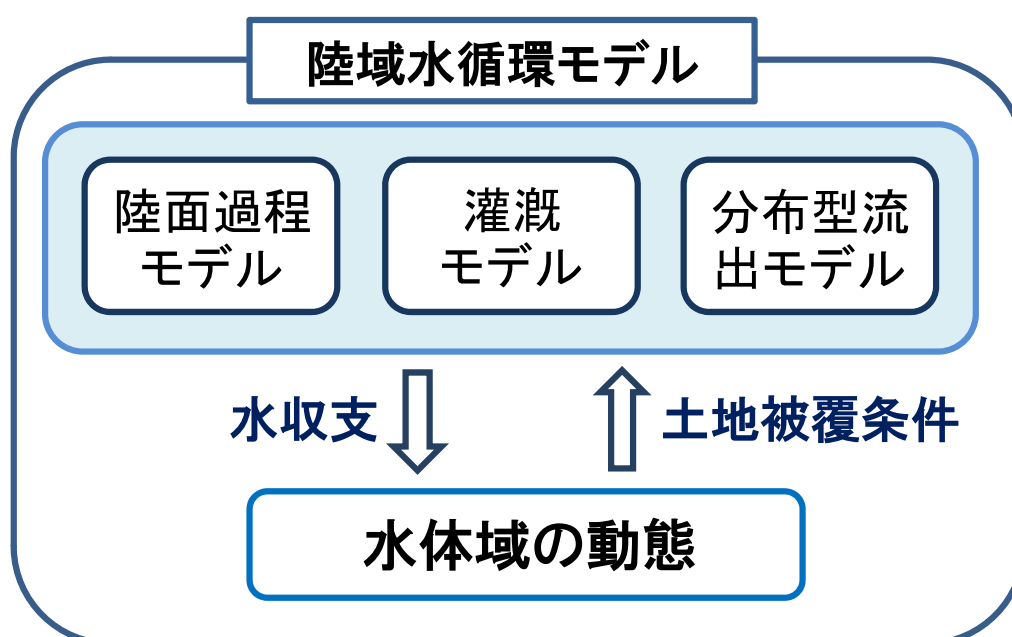 陸域水循環モデル
陸面過程
モデル
灌漑
モデル
分布型流
出モデル
水収支
土地被覆条件
水体域の動態